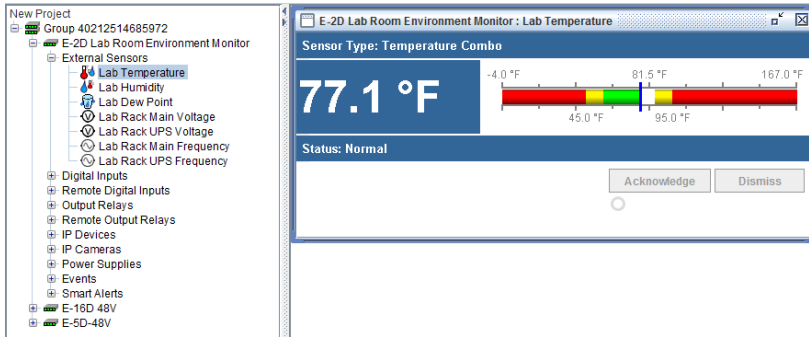 New Project
Group 40212514685972
E-2D Lab Room Environment Monitor
External Sensors
Lab Temperature
Lab Humidity
Lab Dew Point
Lab Rack Main Voltage
Lab Rack UPS Voltage
Lab Rack Main Frequency
Lab Rack UPS Frequency
Digital Inputs
Remote Digital Inputs
Output Relays
Remote Output Relays
IP Devices
IP Cameras
Power Supplies
Events
Smart Alerts
E-16D 48V
E-5D-48V
E-2D Lab Room Environment Monitor : Lab Temperature
Sensor Type: Temperature Combo
77.1 °F
-4.0 °F 81.5 °F 167.0 °F
45.0 °F 95.0 °F
Status: Normal
Acknowledge Dismiss